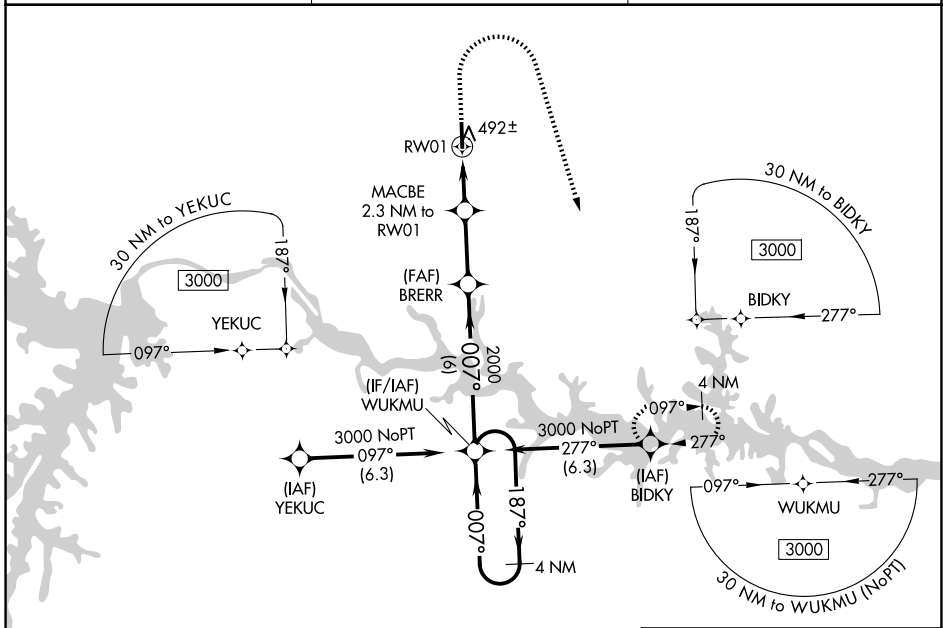 492±
RW01
MACBE
2.3 NM to
RW01
(FAF)
BRERR
30 NM to YEKUC
187°
3000
YEKUC
097°
30 NM to BIDKY
187°
3000
BIDKY
277°
2000
007°
(6)
(IF/IAF)
WUKMU
3000 NoPT
097°
(6.3)
(IAF)
YEKUC
3000 NoPT
277°
(6.3)
4 NM
097°
277°
(IAF)
BIDKY
007°
187°
4 NM
097°
277°
WUKMU
3000
30 NM to WUKMU (NoPT)